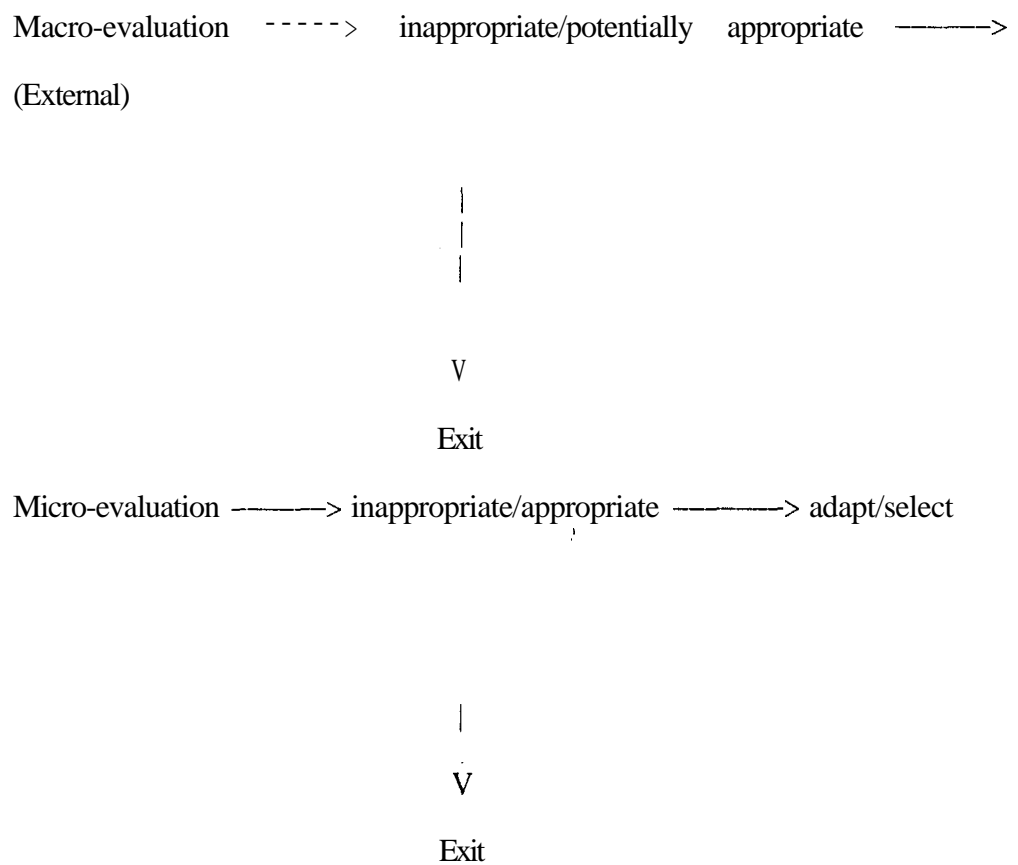 Macro-evaluation -----> inappropriate/potentially appropriate ———>
(External)
|
|
|
V
Exit
Micro-evaluation ———> inappropriate/appropriate ———> adapt/select
|
V
Exit